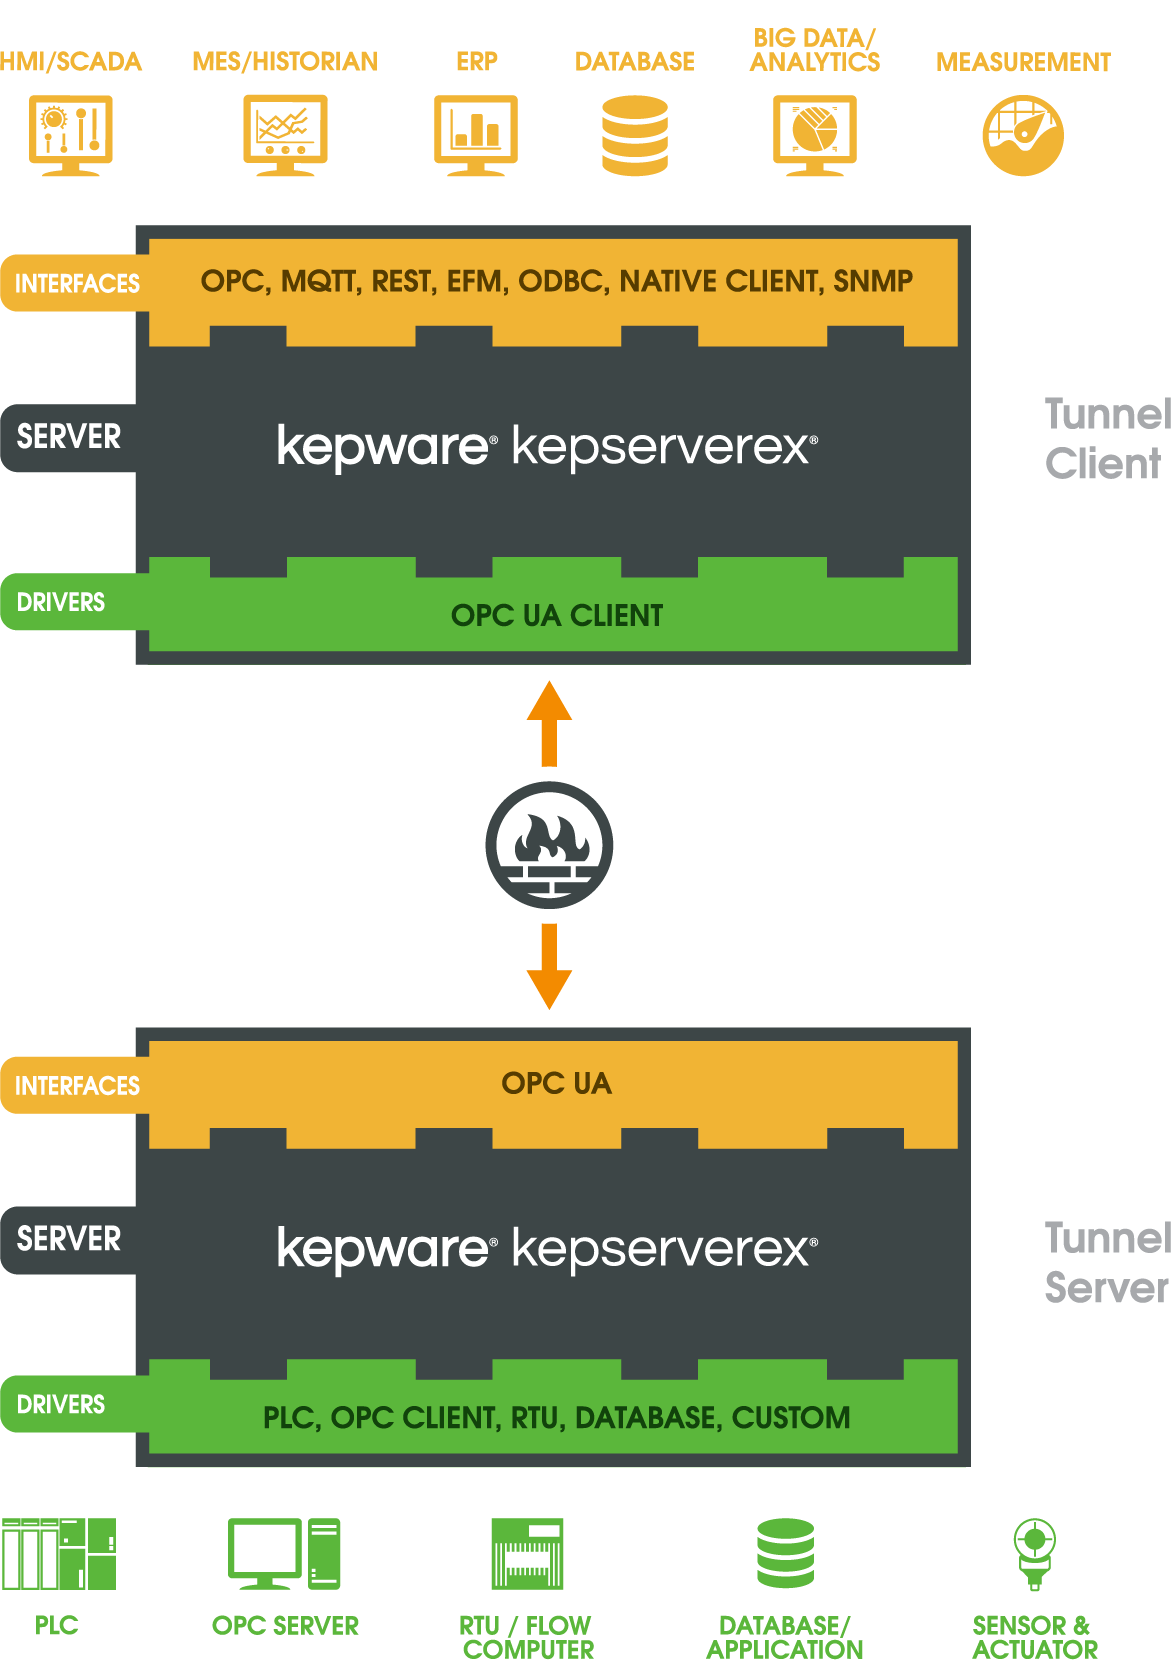 HMI/SCADA
MES/HISTORIAN
ERP
DATABASE
BIG DATA/
ANALYTICS
MEASUREMENT
INTERFACES
OPC, MQTT, REST, EFM, ODBC, NATIVE CLIENT, SNMP
SERVER
kepware® kepserverex®
Tunnel
Client
DRIVERS
OPC UA CLIENT
INTERFACES
OPC UA
SERVER
kepware® kepserverex®
Tunnel
Server
DRIVERS
PLC, OPC CLIENT, RTU, DATABASE, CUSTOM
PLC
OPC SERVER
RTU / FLOW
COMPUTER
DATABASE/
APPLICATION
SENSOR &
ACTUATOR